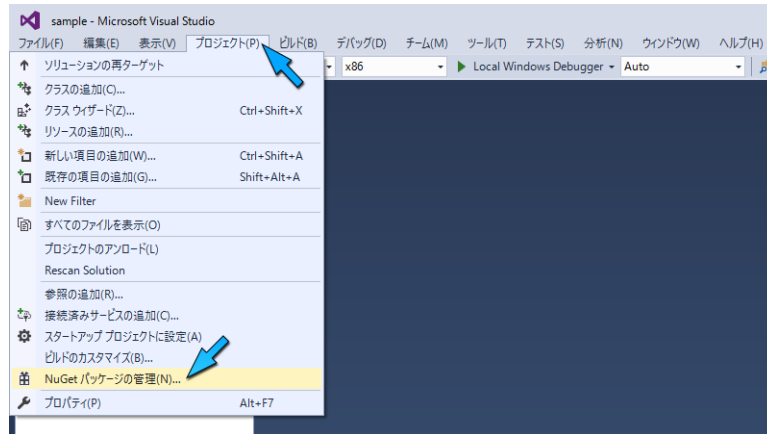 sample - Microsoft Visual Studio
ファイル(F) 編集(E) 表示(V) プロジェクト(P) ビルド(B) デバッグ(D) チーム(M) ツール(T) テスト(S) 分析(N) ウィンドウ(W) ヘルプ(H)
ソリューションの再ターゲット
x86 Local Windows Debugger Auto
クラスの追加(C)...
クラス ウィザード(Z)... Ctrl+Shift+X
リソースの追加(R)...
新しい項目の追加(W)... Ctrl+Shift+A
既存の項目の追加(G)... Shift+Alt+A
New Filter
すべてのファイルを表示(O)
プロジェクトのアンロード(L)
Rescan Solution
参照の追加(R)...
接続済みサービスの追加(C)...
スタートアップ プロジェクトに設定(A)
ビルドのカスタマイズ(B)...
NuGet パッケージの管理(N)...
プロパティ(P) Alt+F7